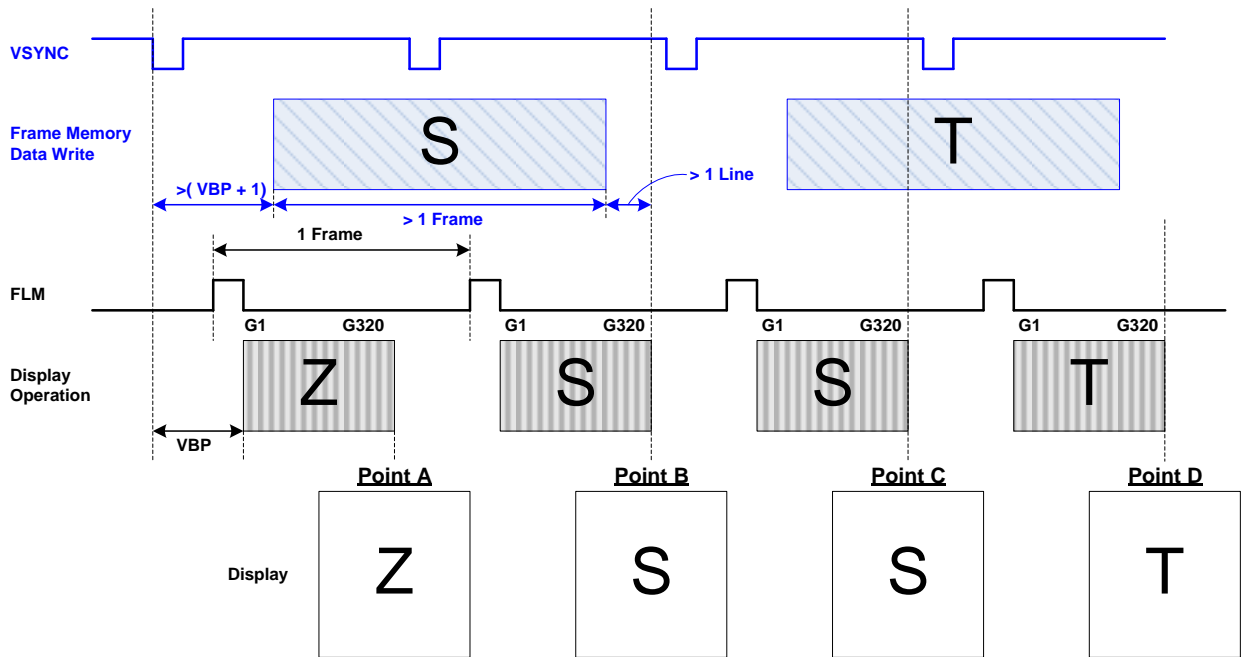 VSYNC
Frame Memory
Data Write
S
T
>( VBP + 1)
> 1 Frame
> 1 Line
1 Frame
FLM
G1 G320 G1 G320 G1 G320 G1 G320
Display
Operation
Z
S
S
T
VBP
Point A
Point B
Point C
Point D
Display
Z
S
S
T